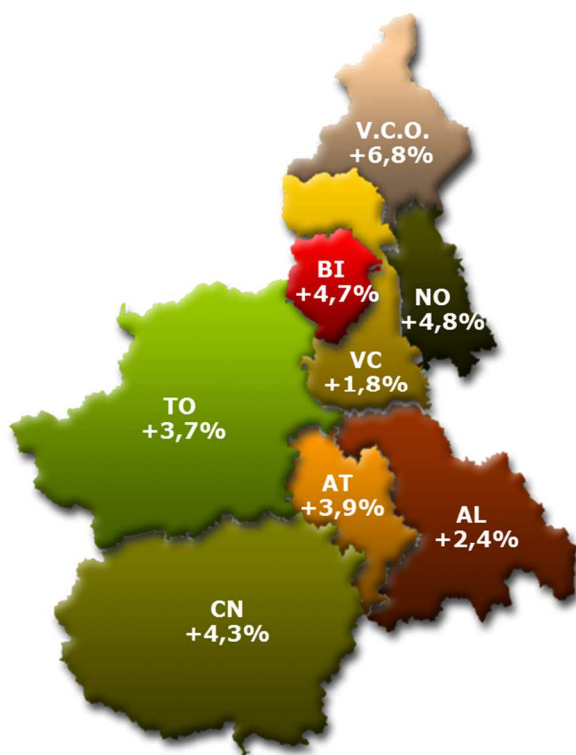 V.C.O.
+6,8%
BI
+4,7%
NO
+4,8%
VC
+1,8%
TO
+3,7%
AT
+3,9%
AL
+2,4%
CN
+4,3%